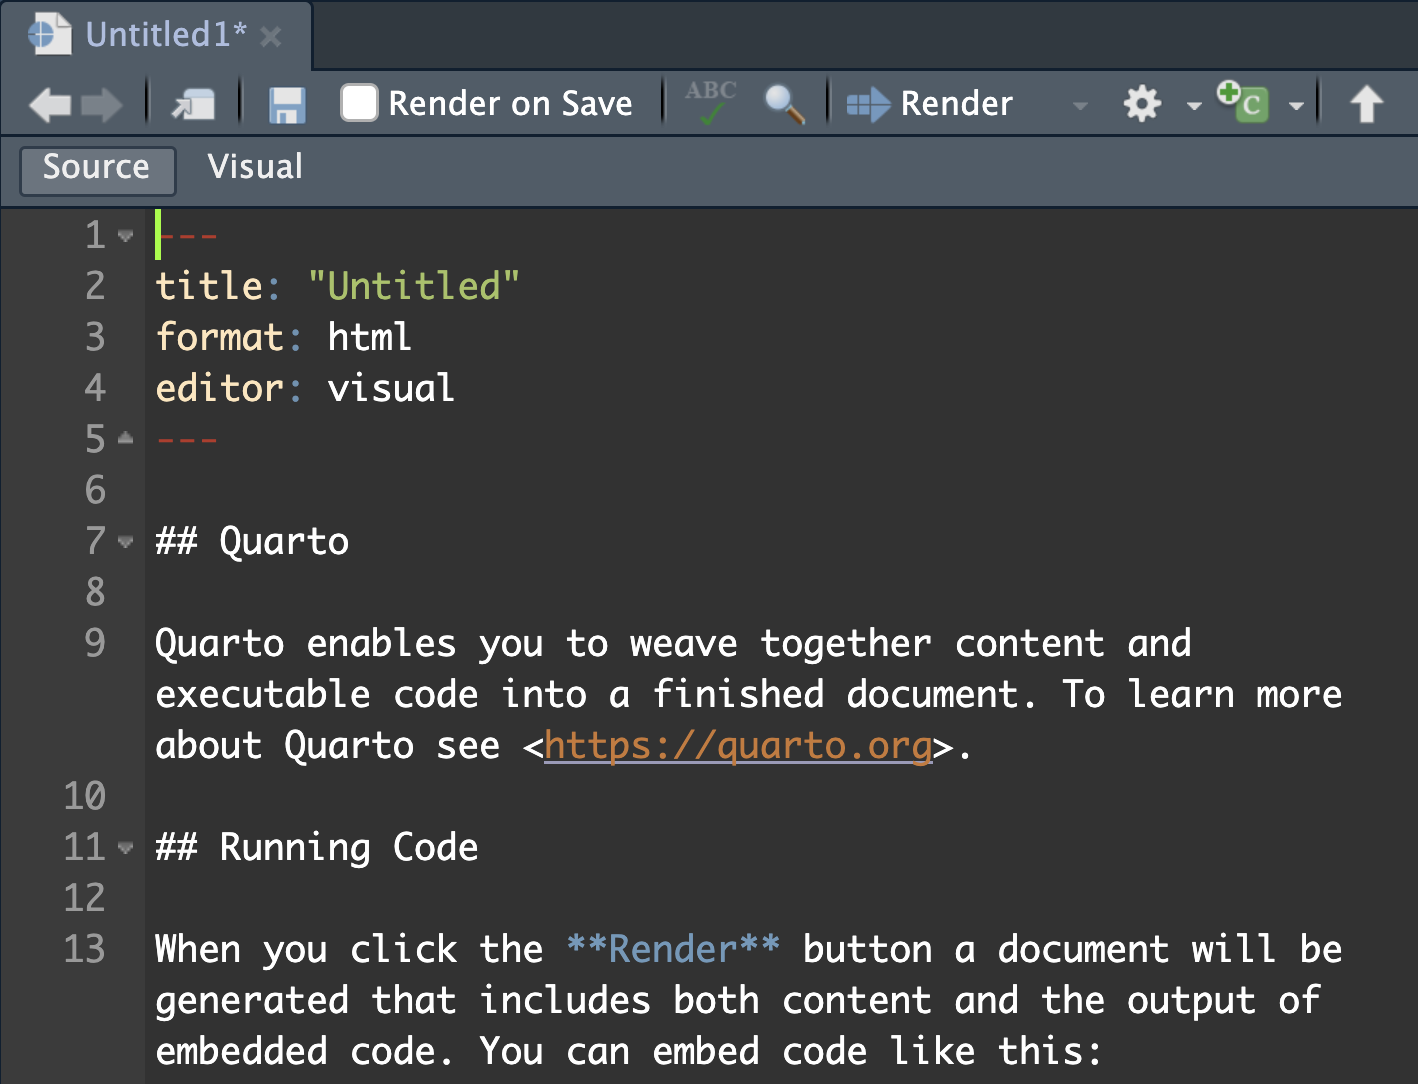 Untitled1*
Render on Save ABC Render C
Source Visual
1 ---
2 title: "Untitled"
3 format: html
4 editor: visual
5 ---
6
7 ## Quarto
8
9 Quarto enables you to weave together content and
executable code into a finished document. To learn more
about Quarto see <https://quarto.org>.
10
11 ## Running Code
12
13 When you click the **Render** button a document will be
generated that includes both content and the output of
embedded code. You can embed code like this: